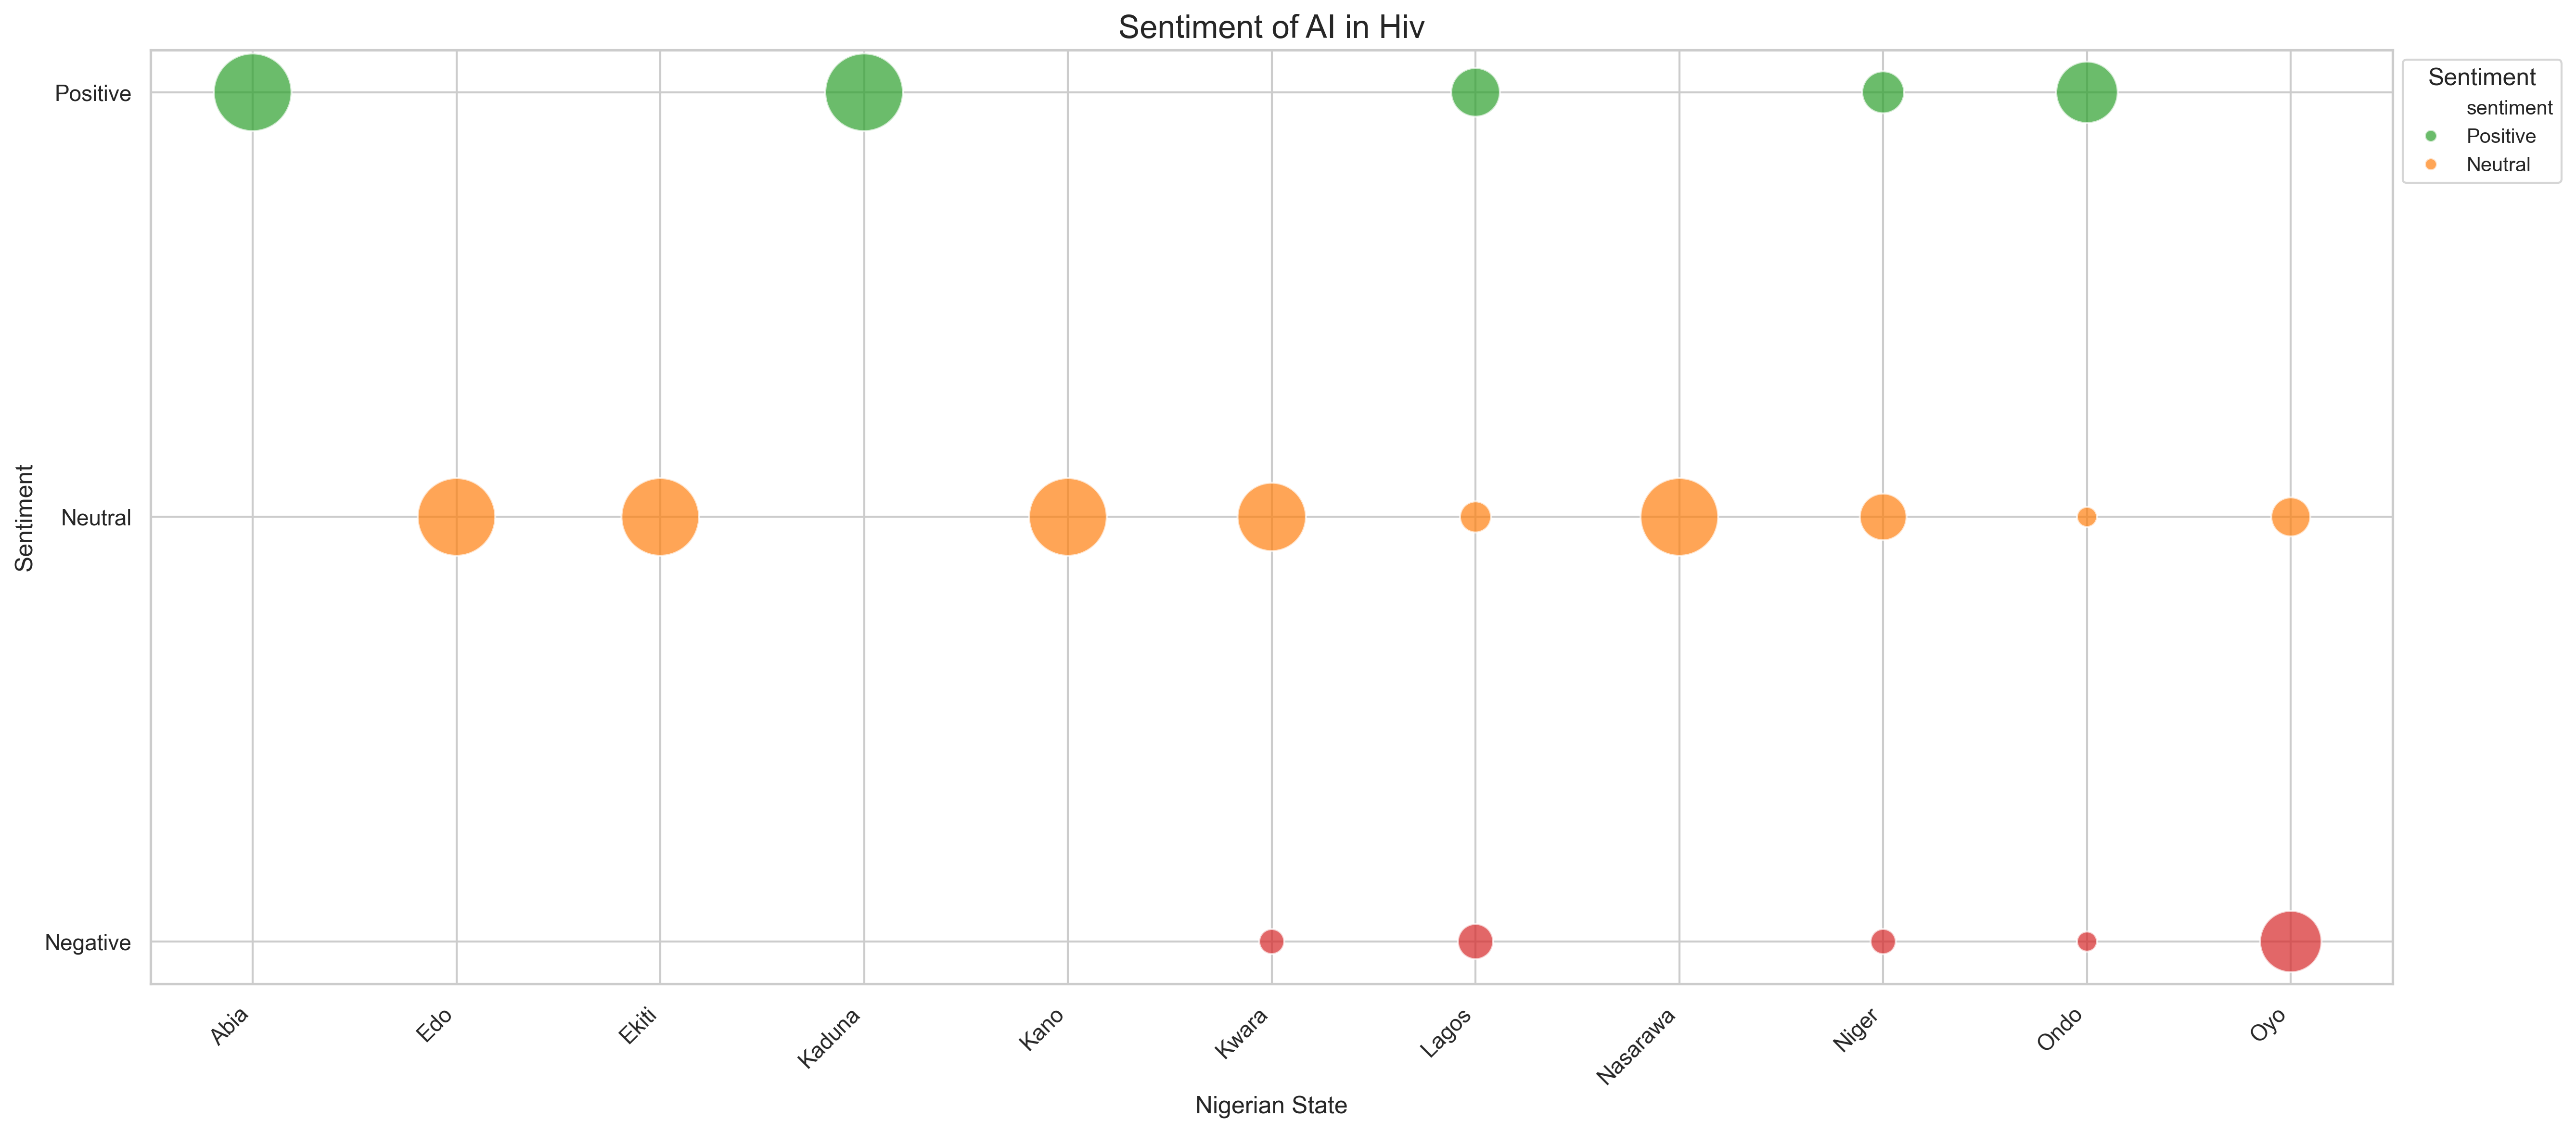 Sentiment of AI in Hiv
Positive
Neutral
Negative
Sentiment
Abia
Edo
Ekiti
Kaduna
Kano
Kwara
Lagos
Nasarawa
Niger
Ondo
Oyo
Nigerian State
Sentiment
sentiment
Positive
Neutral